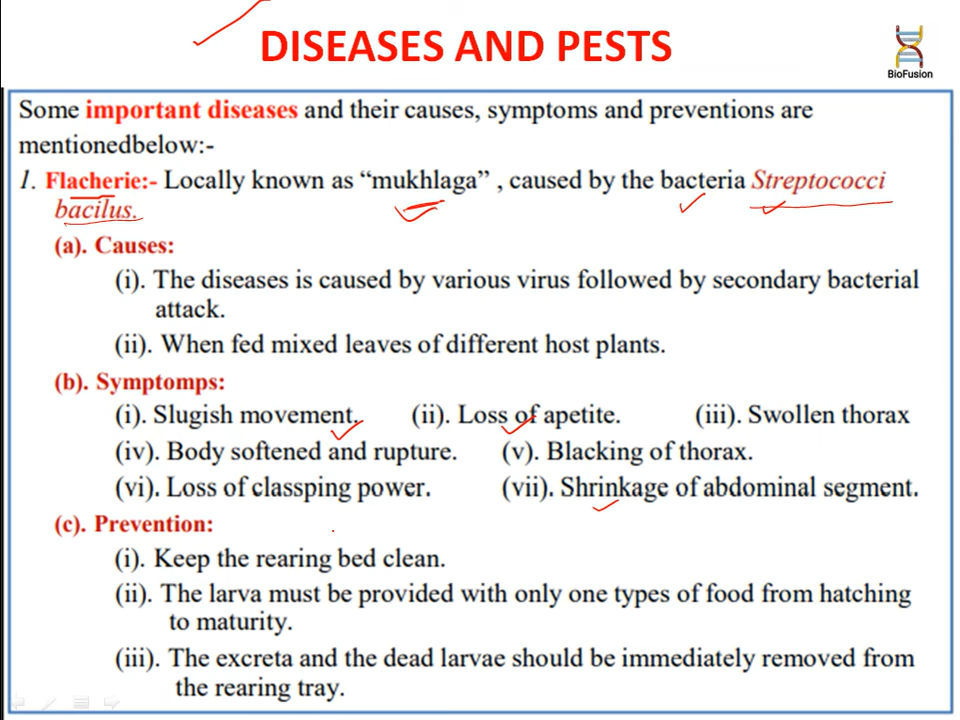 DISEASES AND PESTS
BioFusion
Some important diseases and their causes, symptoms and preventions are
mentionedbelow:-
1. Flacherie:- Locally known as “mukhlaga” , caused by the bacteria Streptococci
bacilus.
(a). Causes:
(i). The diseases is caused by various virus followed by secondary bacterial
attack.
(ii). When fed mixed leaves of different host plants.
(b). Symptomps:
(i). Slugish movement. (ii). Loss of apetite. (iii). Swollen thorax
(iv). Body softened and rupture. (v). Blacking of thorax.
(vi). Loss of classping power. (vii). Shrinkage of abdominal segment.
(c). Prevention:
(i). Keep the rearing bed clean.
(ii). The larva must be provided with only one types of food from hatching
to maturity.
(iii). The excreta and the dead larvae should be immediately removed from
the rearing tray.